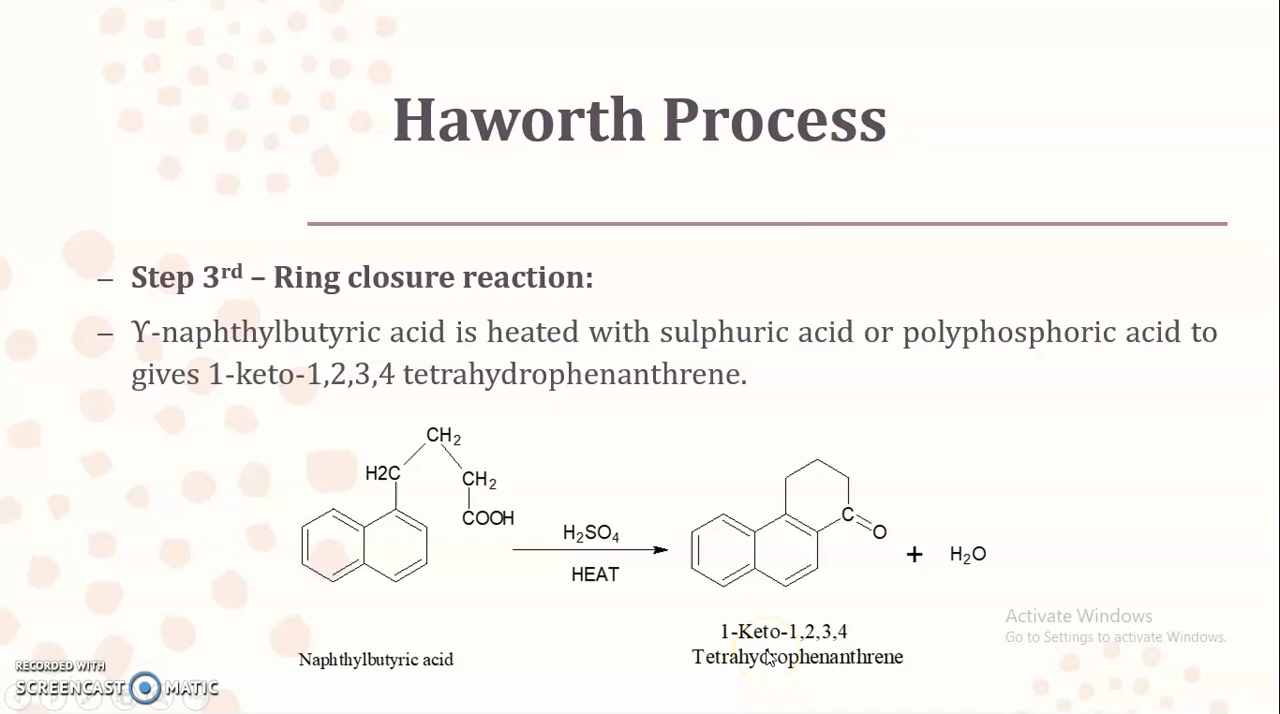 Haworth Process
– Step 3rd – Ring closure reaction:
– ϒ-naphthylbutyric acid is heated with sulphuric acid or polyphosphoric acid to
gives 1-keto-1,2,3,4 tetrahydrophenanthrene.
CH2
H2C
CH2
COOH
H2SO4
HEAT
C
O
+ H2O
Activate Windows
Go to Settings to activate Windows.
1-Keto-1,2,3,4
Tetrahydrophenanthrene
Naphthylbutyric acid
RECORDED WITH
SCREENCAST MATIC